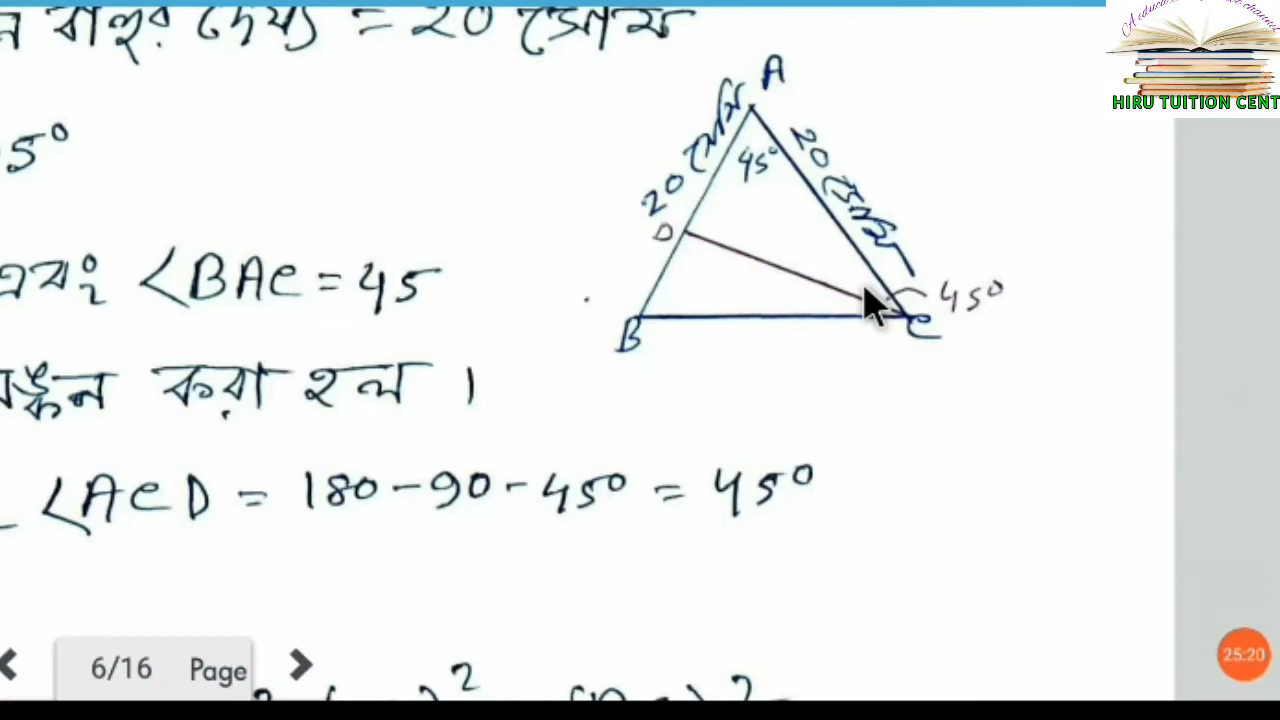 ন বাহুর দৈর্ঘ্য = 20 সেমি
5°
এবং ∠BAC = 45
অঙ্কন করা হল ।
∠ACD = 180 - 90 - 45° = 45°
A
20 সেমি
45°
20 সেমি
D
B
C
45°
HIRU TUITION CENT
6/16 Page
25:20